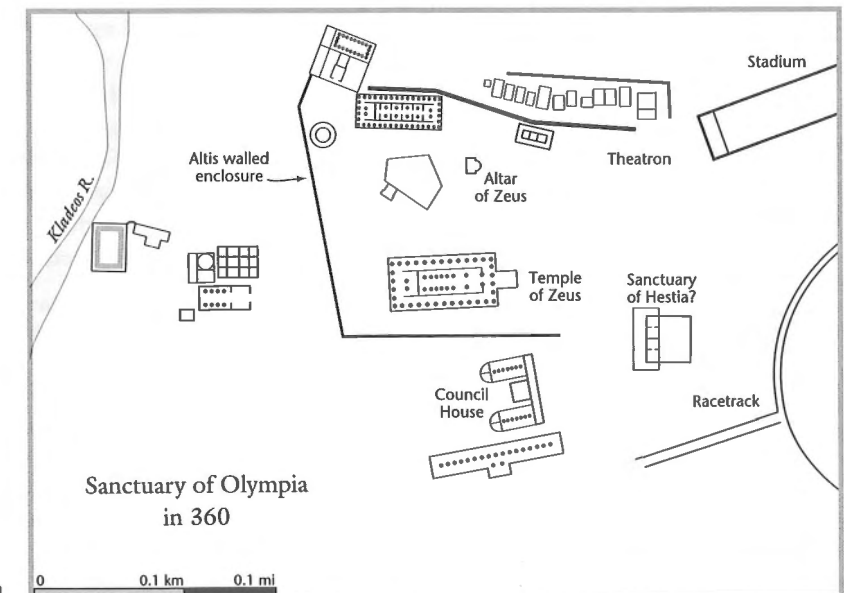 Stadium
Theatron
Altis walled
enclosure
Altar
of Zeus
Kladeos R.
Temple
of Zeus
Sanctuary
of Hestia?
Council
House
Racetrack
Sanctuary of Olympia
in 360
0 0.1 km 0.1 mi